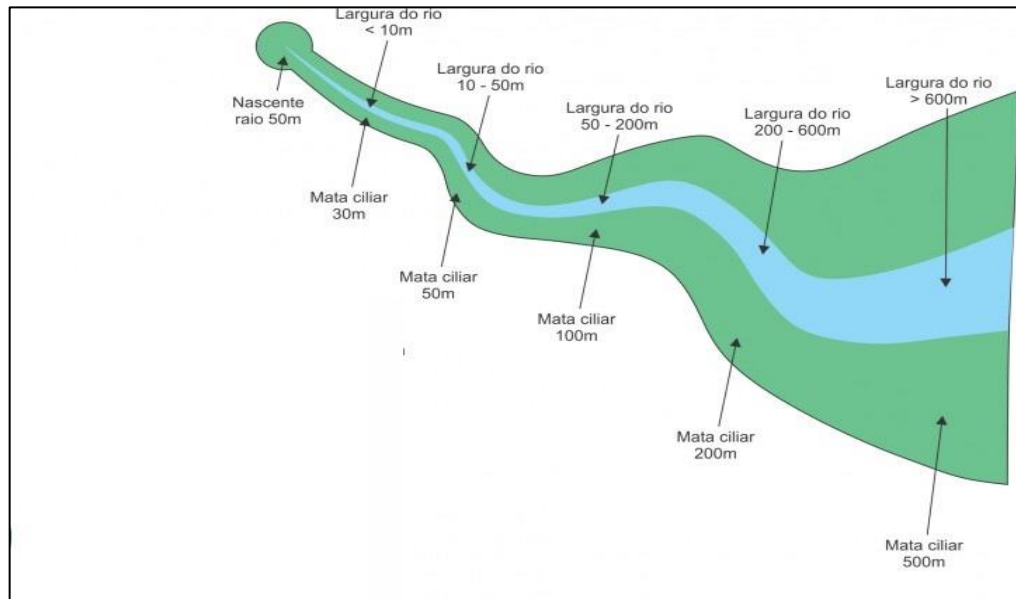 Largura do rio
< 10m
Largura do rio
10 - 50m
Largura do rio
50 - 200m
Largura do rio
200 - 600m
Largura do rio
> 600m
Nascente
raio 50m
Mata ciliar
30m
Mata ciliar
50m
Mata ciliar
100m
Mata ciliar
200m
Mata ciliar
500m